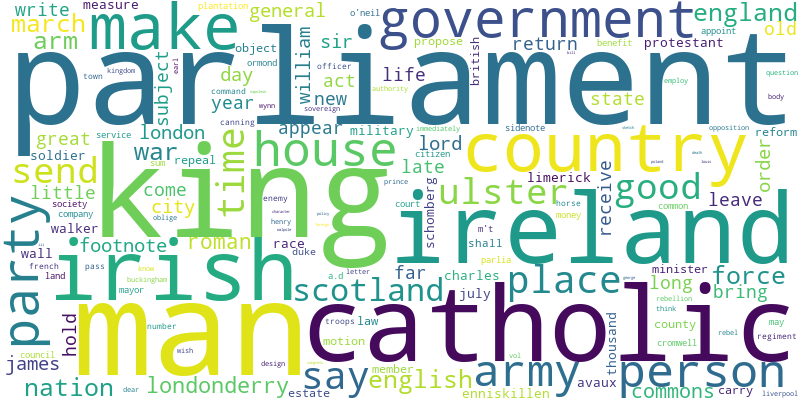 write measure plantation general o'neil propose government england
march make sir object return benefit appoint old
arm william protestant
town kingdom earl subject ormond officer british
parliament
day command wynn authority life employ question
year act new state body
canning sovereign
great service london appear military immediately sidenote opposition reform
soldier repeal house lord citizen country
send war time late limerick order
little come sum prince receive good leave
society city enemy court schomberg ulster horse common
company oblige king henry money
walker m't shall
party footnote roman race duke ireland
wall
french pass know a.d letter parlia minister
land irish buckingham scotland far charles place long force
mayor july rebellion bring
hold number troops law think county may
man catholic thousand rebel cromwell regiment
wish motion vol
james council design say member army avaux person
nation dear londonderry estate english enniskillen commons carry liverpool